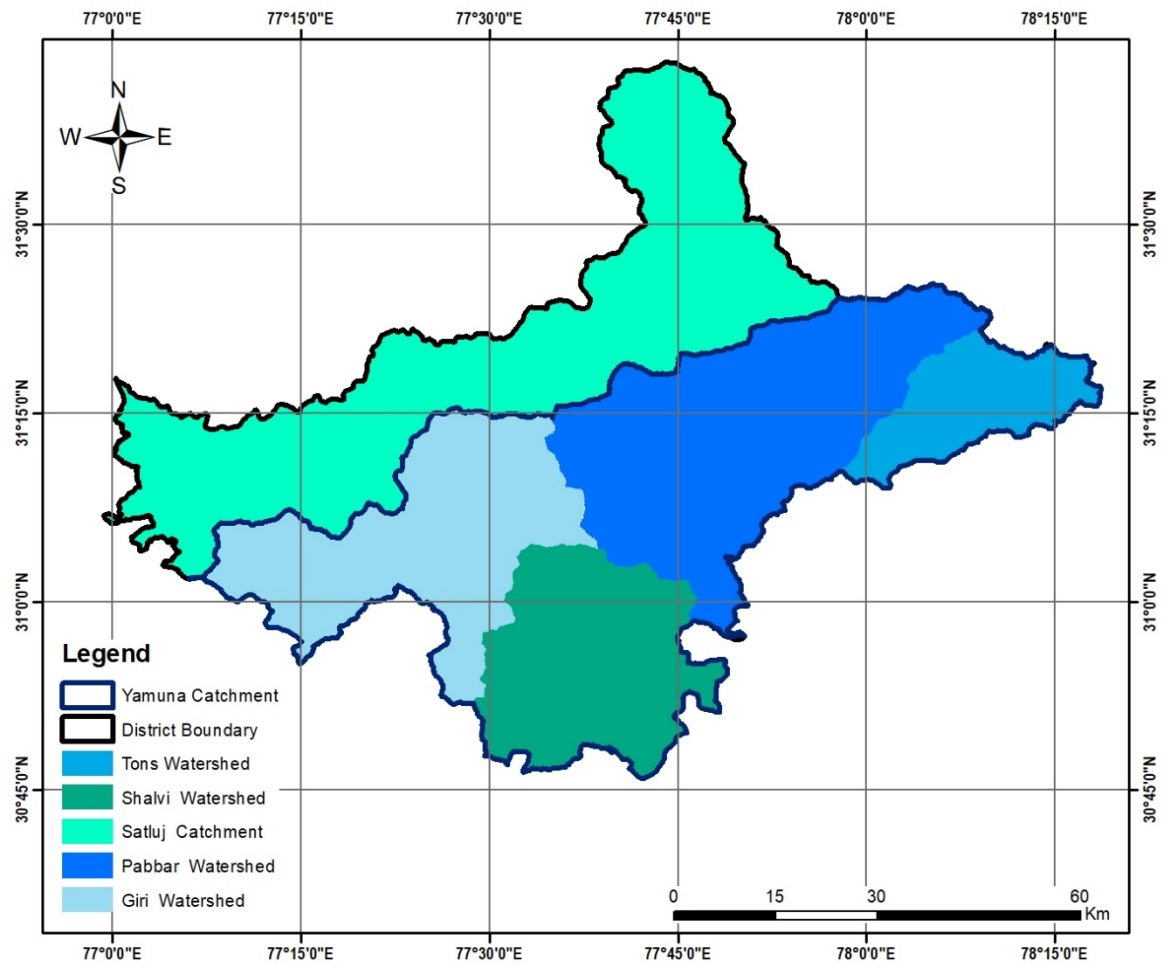 77°0'0"E 77°15'0"E 77°30'0"E 77°45'0"E 78°0'0"E 78°15'0"E
N
W E
S
31°30'0"N 31°30'0"N
31°15'0"N 31°15'0"N
31°0'0"N 31°0'0"N
30°45'0"N 30°45'0"N
Legend
Yamuna Catchment
District Boundary
Tons Watershed
Shalvi Watershed
Satluj Catchment
Pabbar Watershed
Giri Watershed
0 15 30 60
Km
77°0'0"E 77°15'0"E 77°30'0"E 77°45'0"E 78°0'0"E 78°15'0"E